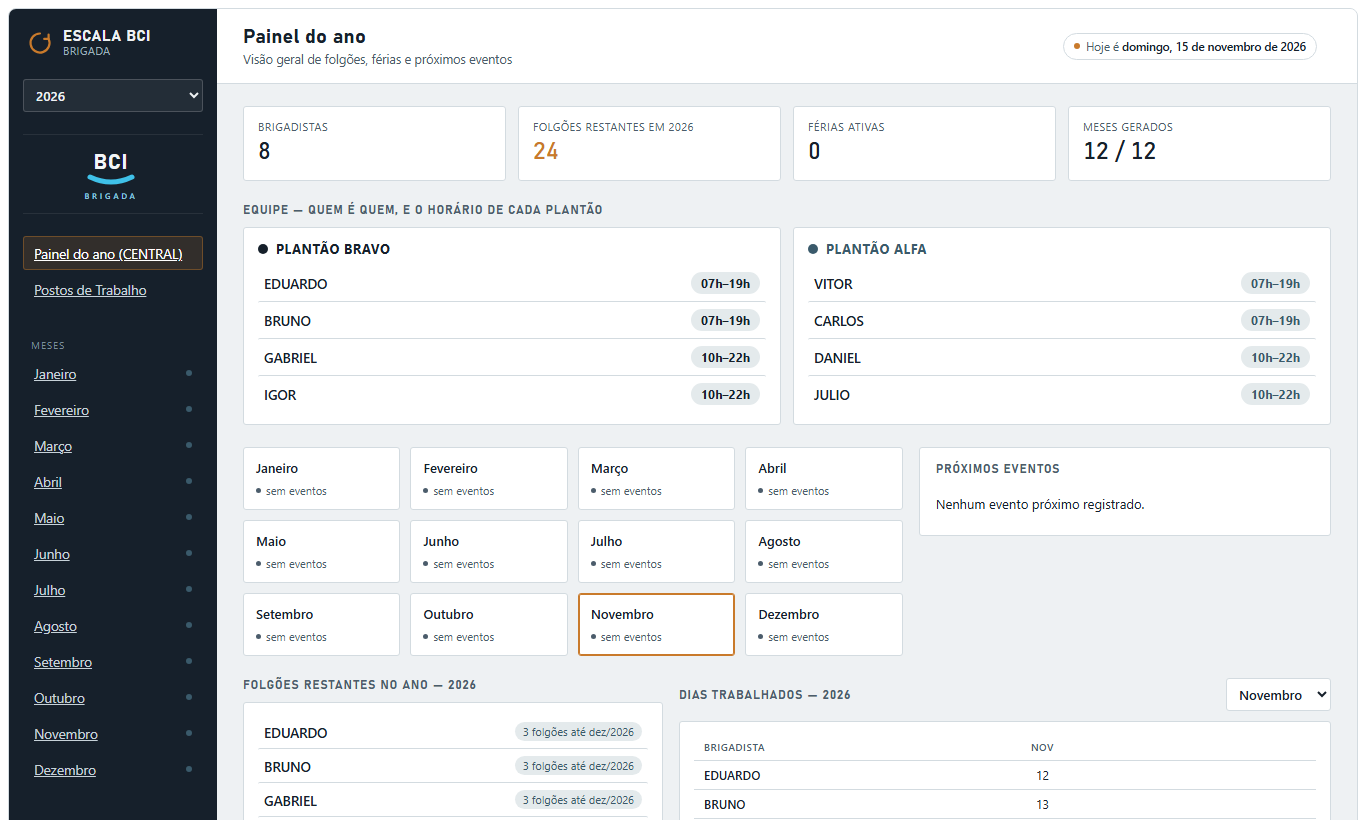 ESCALA BCI
BRIGADA
2026
BCI
BRIGADA
Painel do ano (CENTRAL)
Postos de Trabalho
MESES
Janeiro
Fevereiro
Março
Abril
Maio
Junho
Julho
Agosto
Setembro
Outubro
Novembro
Dezembro
Painel do ano
Visão geral de folgões, férias e próximos eventos
Hoje é domingo, 15 de novembro de 2026
BRIGADISTAS
8
FOLGÕES RESTANTES EM 2026
24
FÉRIAS ATIVAS
0
MESES GERADOS
12 / 12
EQUIPE — QUEM É QUEM, E O HORÁRIO DE CADA PLANTÃO
PLANTÃO BRAVO
EDUARDO 07h–19h
BRUNO 07h–19h
GABRIEL 10h–22h
IGOR 10h–22h
PLANTÃO ALFA
VITOR 07h–19h
CARLOS 07h–19h
DANIEL 10h–22h
JULIO 10h–22h
Janeiro
sem eventos
Fevereiro
sem eventos
Março
sem eventos
Abril
sem eventos
Maio
sem eventos
Junho
sem eventos
Julho
sem eventos
Agosto
sem eventos
Setembro
sem eventos
Outubro
sem eventos
Novembro
sem eventos
Dezembro
sem eventos
PRÓXIMOS EVENTOS
Nenhum evento próximo registrado.
FOLGÕES RESTANTES NO ANO — 2026
EDUARDO 3 folgões até dez/2026
BRUNO 3 folgões até dez/2026
GABRIEL 3 folgões até dez/2026
DIAS TRABALHADOS — 2026
Novembro
BRIGADISTA NOV
EDUARDO 12
BRUNO 13